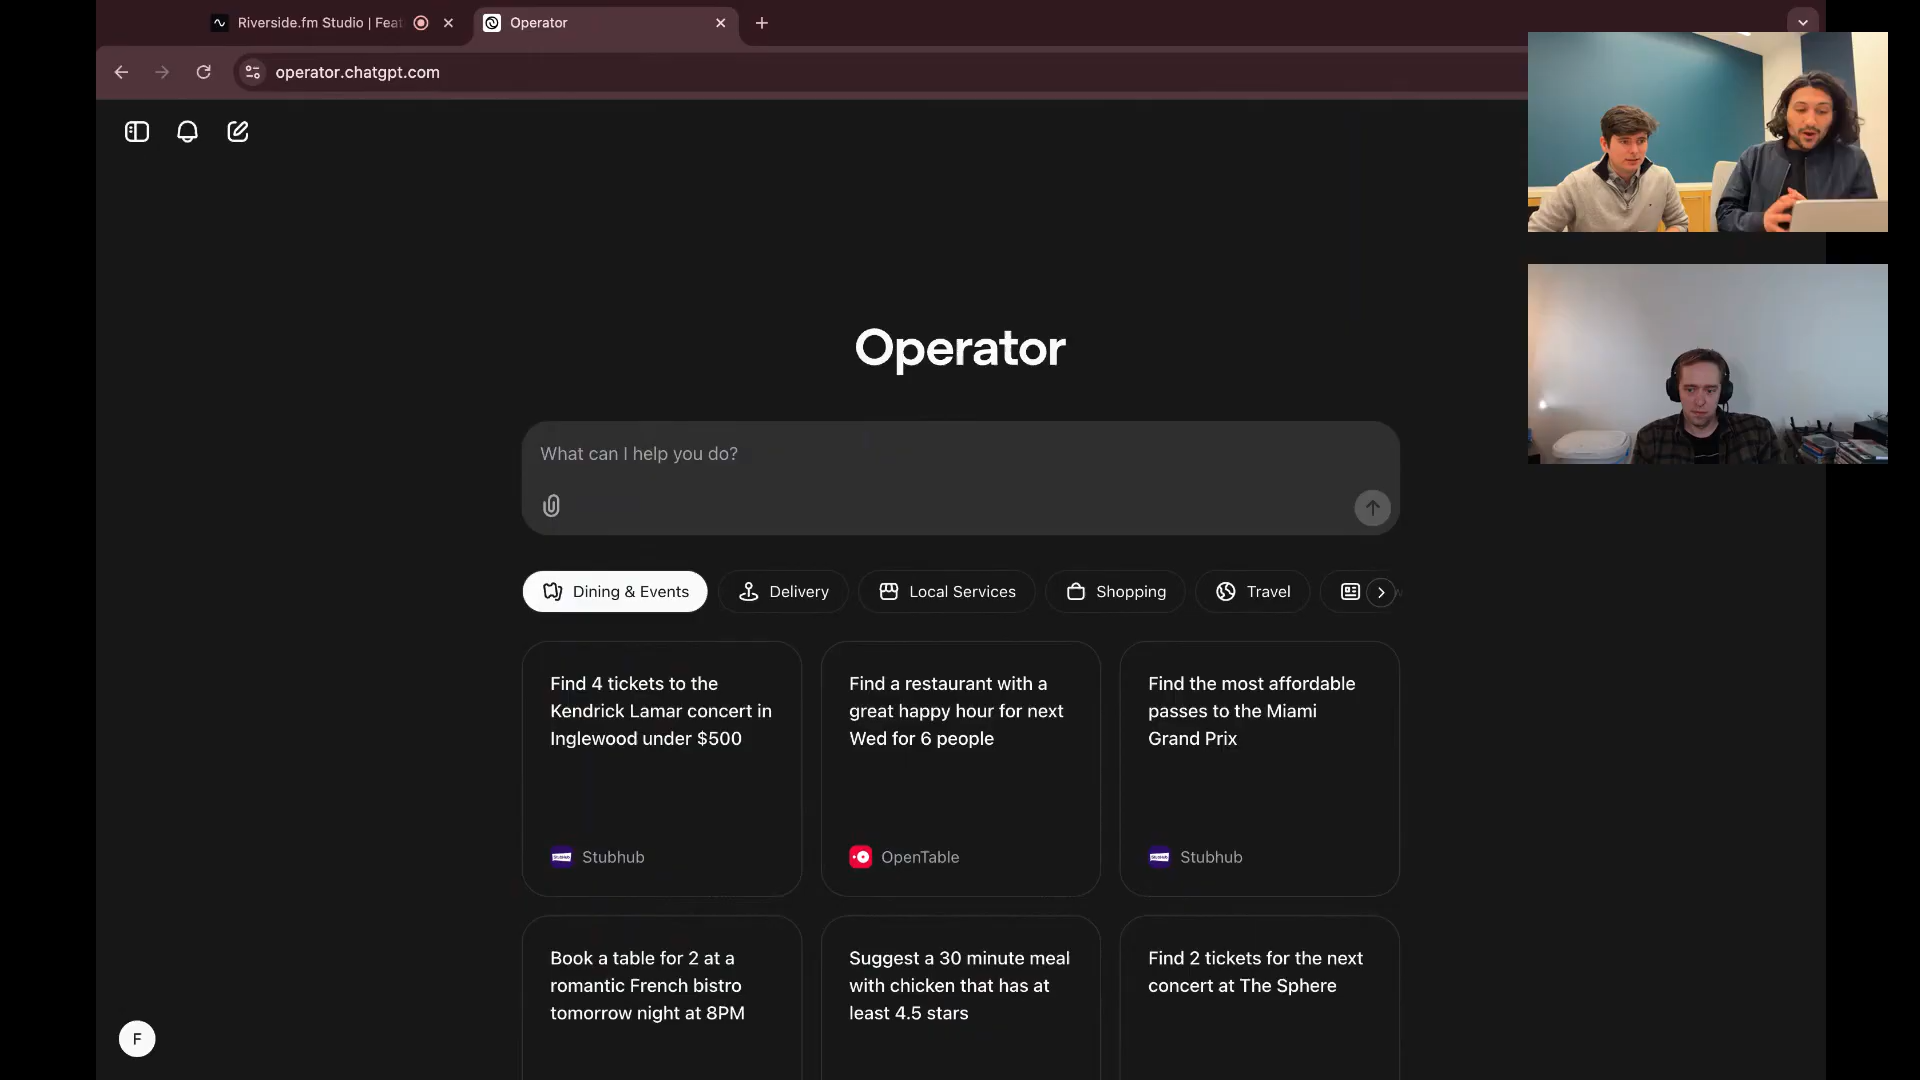 Riverside.fm Studio | Feat
Operator
operator.chatgpt.com
Operator
What can I help you do?
Dining & Events
Delivery
Local Services
Shopping
Travel
Find 4 tickets to the
Kendrick Lamar concert in
Inglewood under $500
Stubhub
Find a restaurant with a
great happy hour for next
Wed for 6 people
OpenTable
Find the most affordable
passes to the Miami
Grand Prix
Stubhub
Book a table for 2 at a
romantic French bistro
tomorrow night at 8PM
Suggest a 30 minute meal
with chicken that has at
least 4.5 stars
Find 2 tickets for the next
concert at The Sphere
F